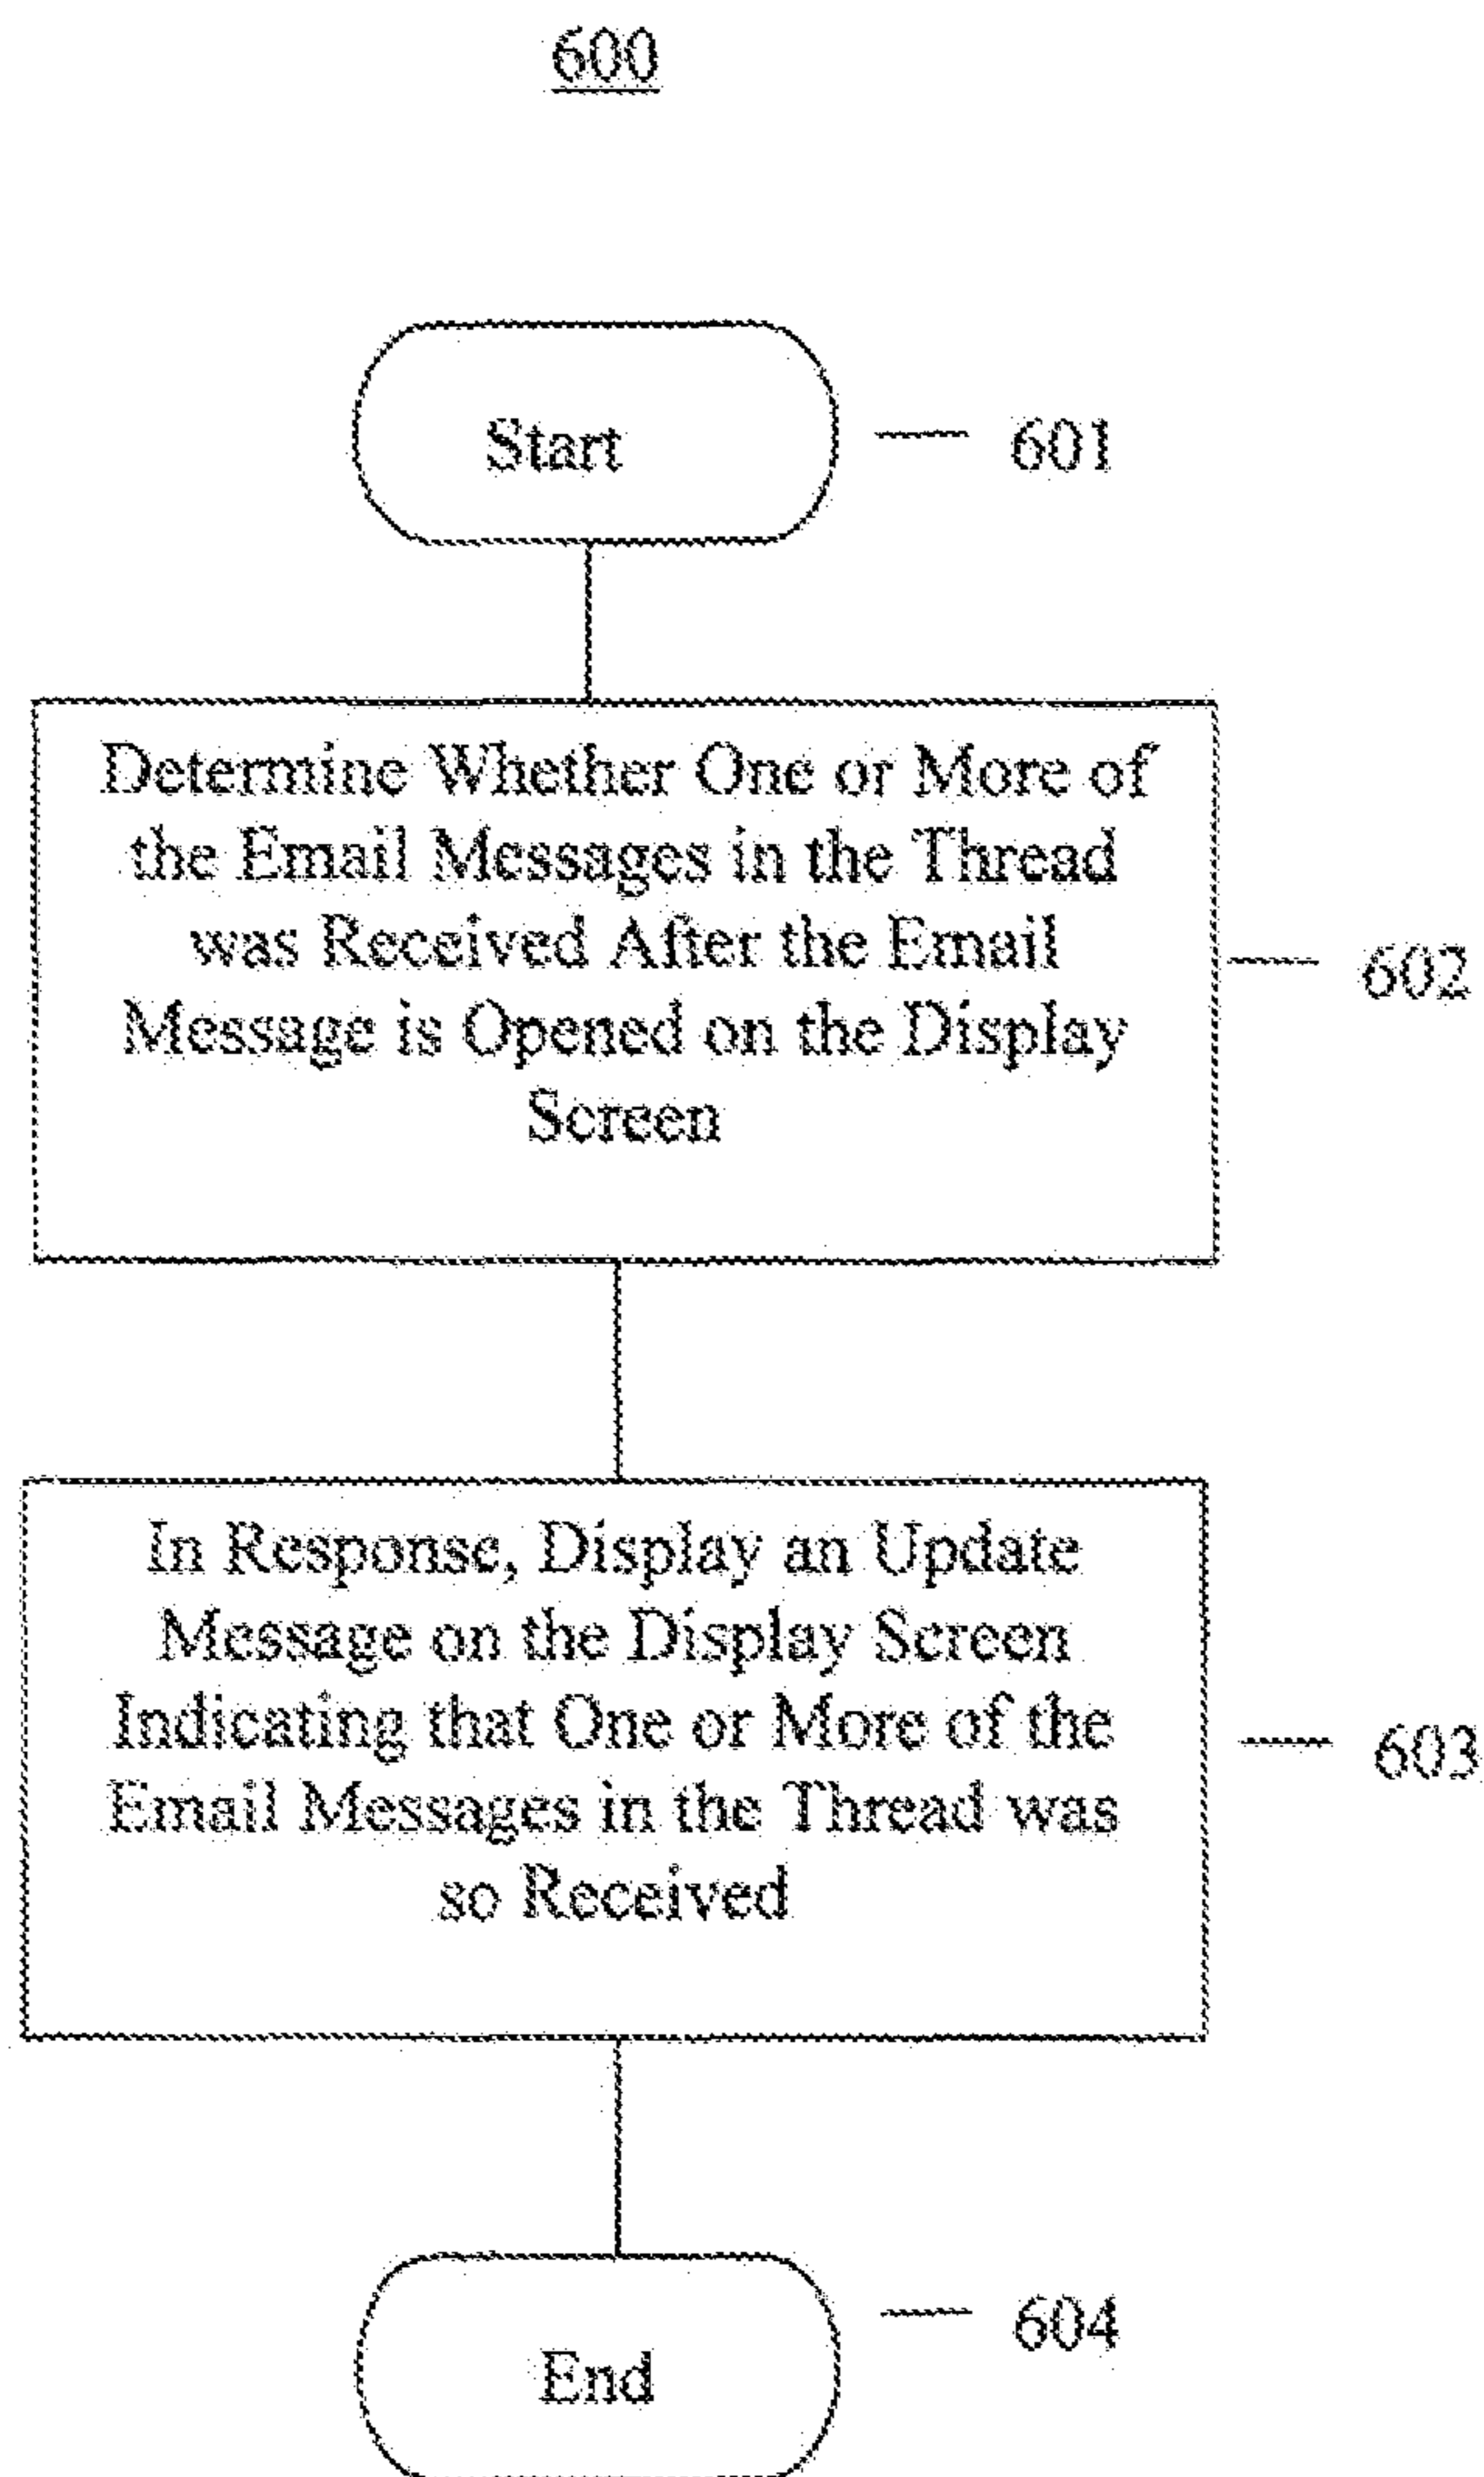 600
Start
601
Determine Whether One or More of
the Email Messages in the Thread
was Received After the Email
Message is Opened on the Display
Screen
602
In Response, Display an Update
Message on the Display Screen
Indicating that One or More of the
Email Messages in the Thread was
so Received
603
604
End